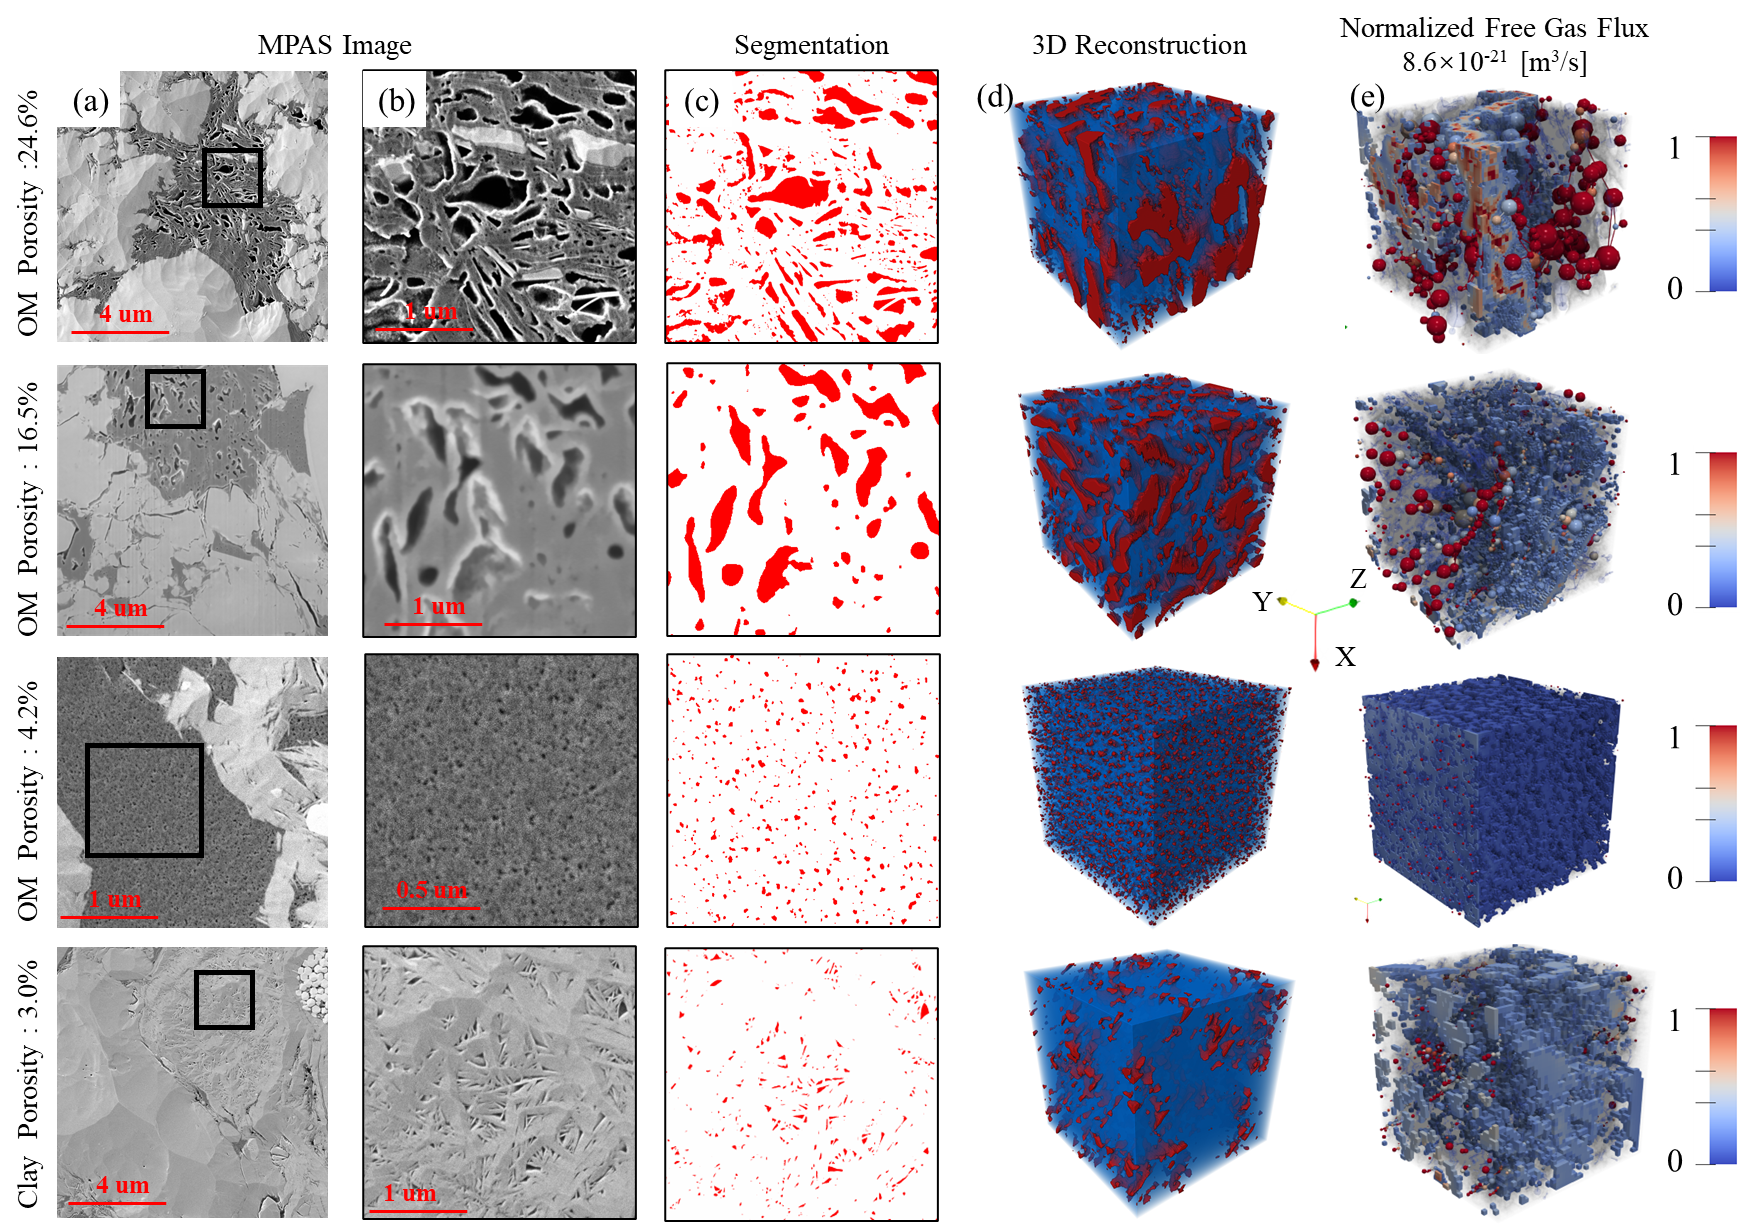 MPAS Image
Segmentation
3D Reconstruction
Normalized Free Gas Flux
8.6×10-21 [m3/s]
OM Porosity :24.6%
(a)
4 um
(b)
1 um
(c)
(d)
(e)
1
0
OM Porosity : 16.5%
4 um
1 um
1
0
Y
Z
X
OM Porosity : 4.2%
1 um
0.5 um
1
0
Clay Porosity : 3.0%
4 um
1 um
1
0